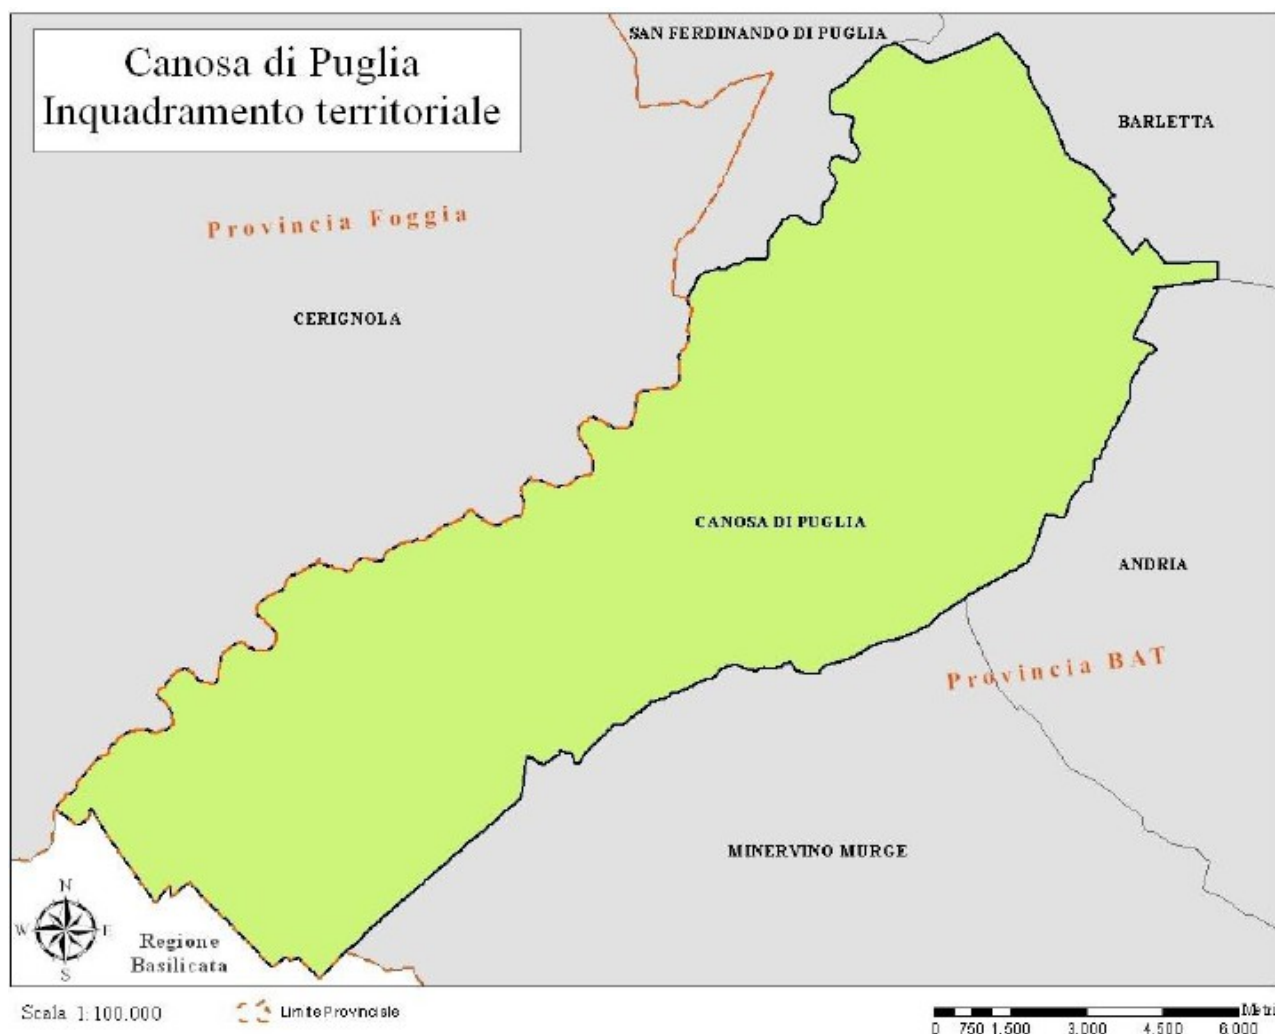 Canosa di Puglia
Inquadramento territoriale
SAN FERDINANDO DI PUGLIA
BARLETTA
Provincia Foggia
CERIGNOLA
CANOSA DI PUGLIA
ANDRIA
Provincia BAT
MINERVINO MURGE
N
W E
S
Regione
Basilicata
Scala 1:100.000
Limite Provinciale
Metri
0 750 1.500 3.000 4.500 6.000